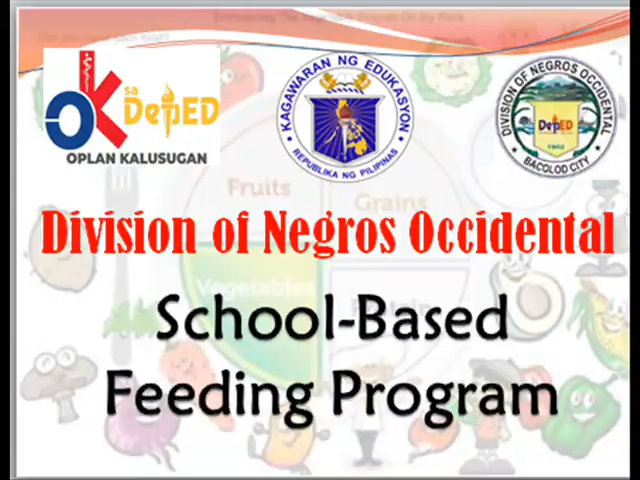 OK sa DepED
OPLAN KALUSUGAN
KAGAWARAN NG EDUKASYON
REPUBLIKA NG PILIPINAS
DIVISION OF NEGROS OCCIDENTAL
DepED
1902
BACOLOD CITY
Fruits
Grains
Division of Negros Occidental
Vegetables
School-Based
Feeding Program